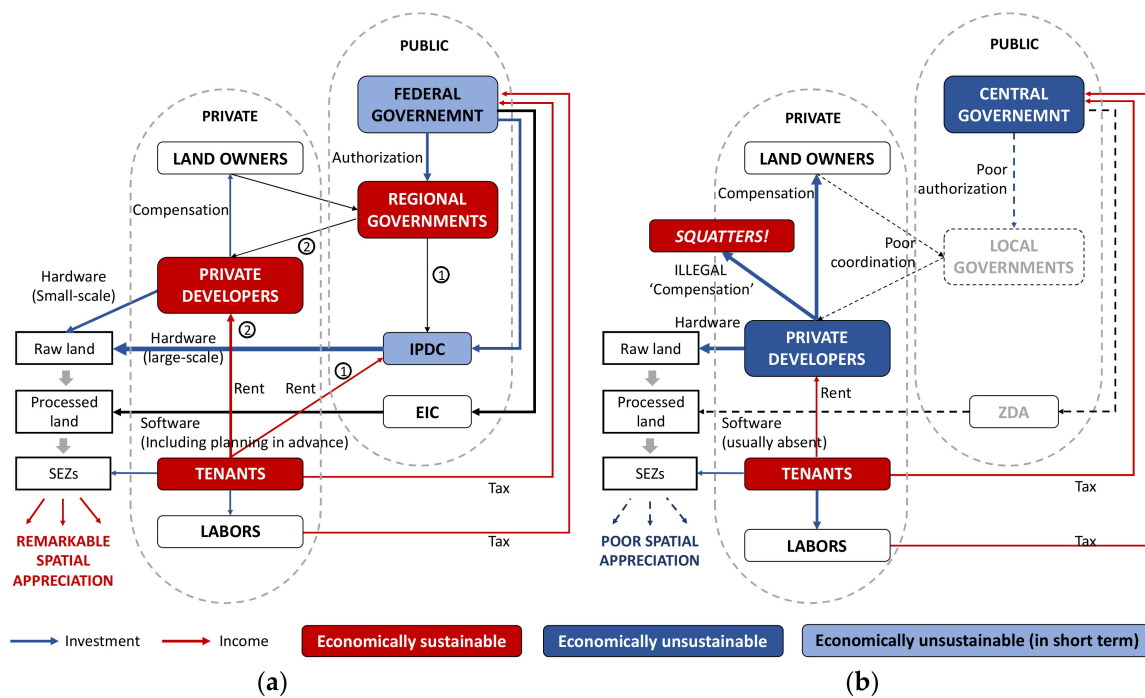 PUBLIC
FEDERAL
GOVERNEMNT
PRIVATE
Authorization
LAND OWNERS
REGIONAL
GOVERNMENTS
Compensation
②
Hardware
(Small-scale)
PRIVATE
DEVELOPERS
①
②
Raw land
Hardware
(large-scale)
IPDC
①
Rent
Rent
Processed
land
EIC
Software
(Including planning in advance)
SEZs
TENANTS
Tax
REMARKABLE
SPATIAL
APPRECIATION
LABORS
Tax
PUBLIC
CENTRAL
GOVERNEMNT
PRIVATE
LAND OWNERS
Poor
authorization
Compensation
SQUATTERS!
Poor
coordination
LOCAL
GOVERNMENTS
ILLEGAL
‘Compensation’
Hardware
Raw land
PRIVATE
DEVELOPERS
Rent
Processed
land
ZDA
Software
(usually absent)
SEZs
TENANTS
Tax
POOR SPATIAL
APPRECIATION
LABORS
Tax
Investment
Income
Economically sustainable
Economically unsustainable
Economically unsustainable (in short term)
(a)
(b)